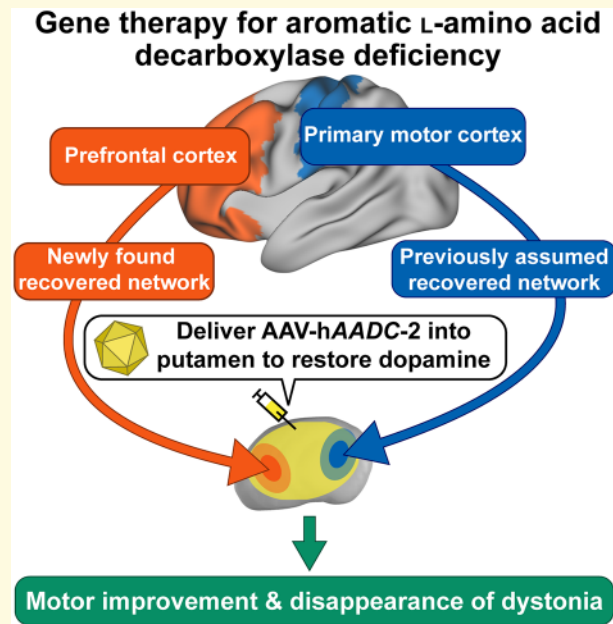 Gene therapy for aromatic L-amino acid
decarboxylase deficiency
Prefrontal cortex
Primary motor cortex
Newly found
recovered network
Previously assumed
recovered network
Deliver AAV-hAADC-2 into
putamen to restore dopamine
Motor improvement & disappearance of dystonia